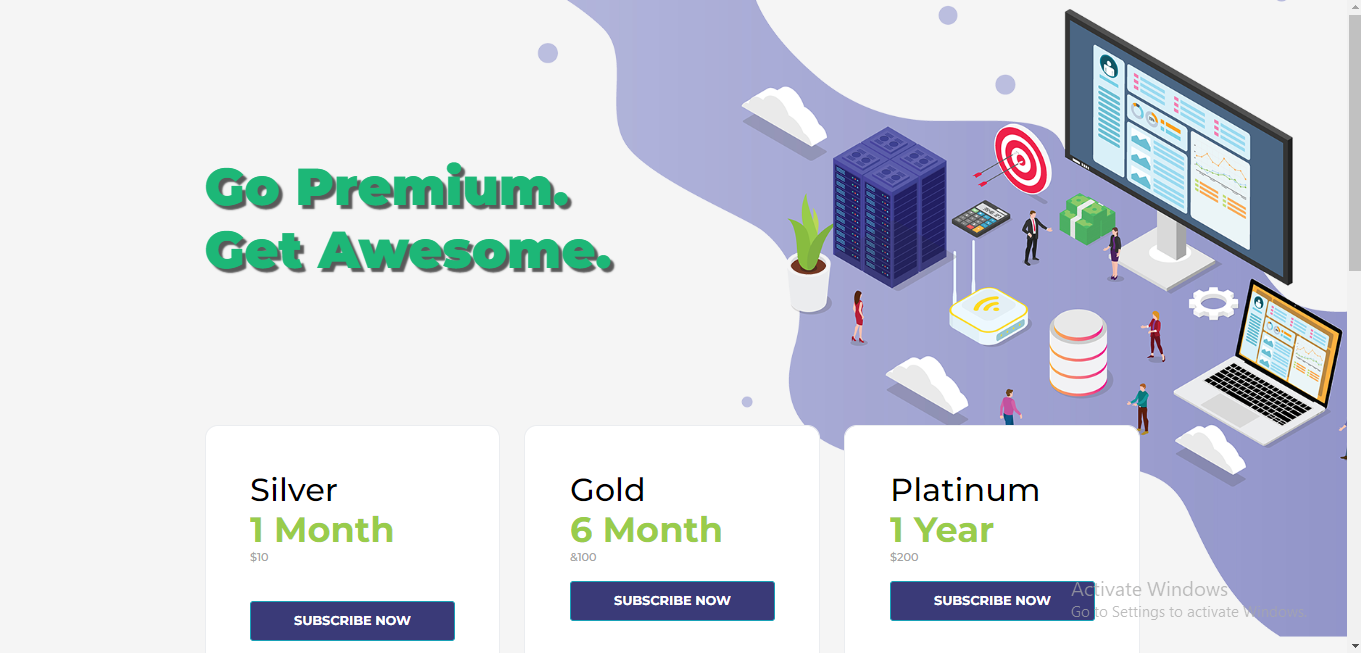 Go Premium.
Get Awesome.
Silver
1 Month
$10
SUBSCRIBE NOW
Gold
6 Month
&100
SUBSCRIBE NOW
Platinum
1 Year
$200
SUBSCRIBE NOW
Activate Windows
Go to Settings to activate Windows.